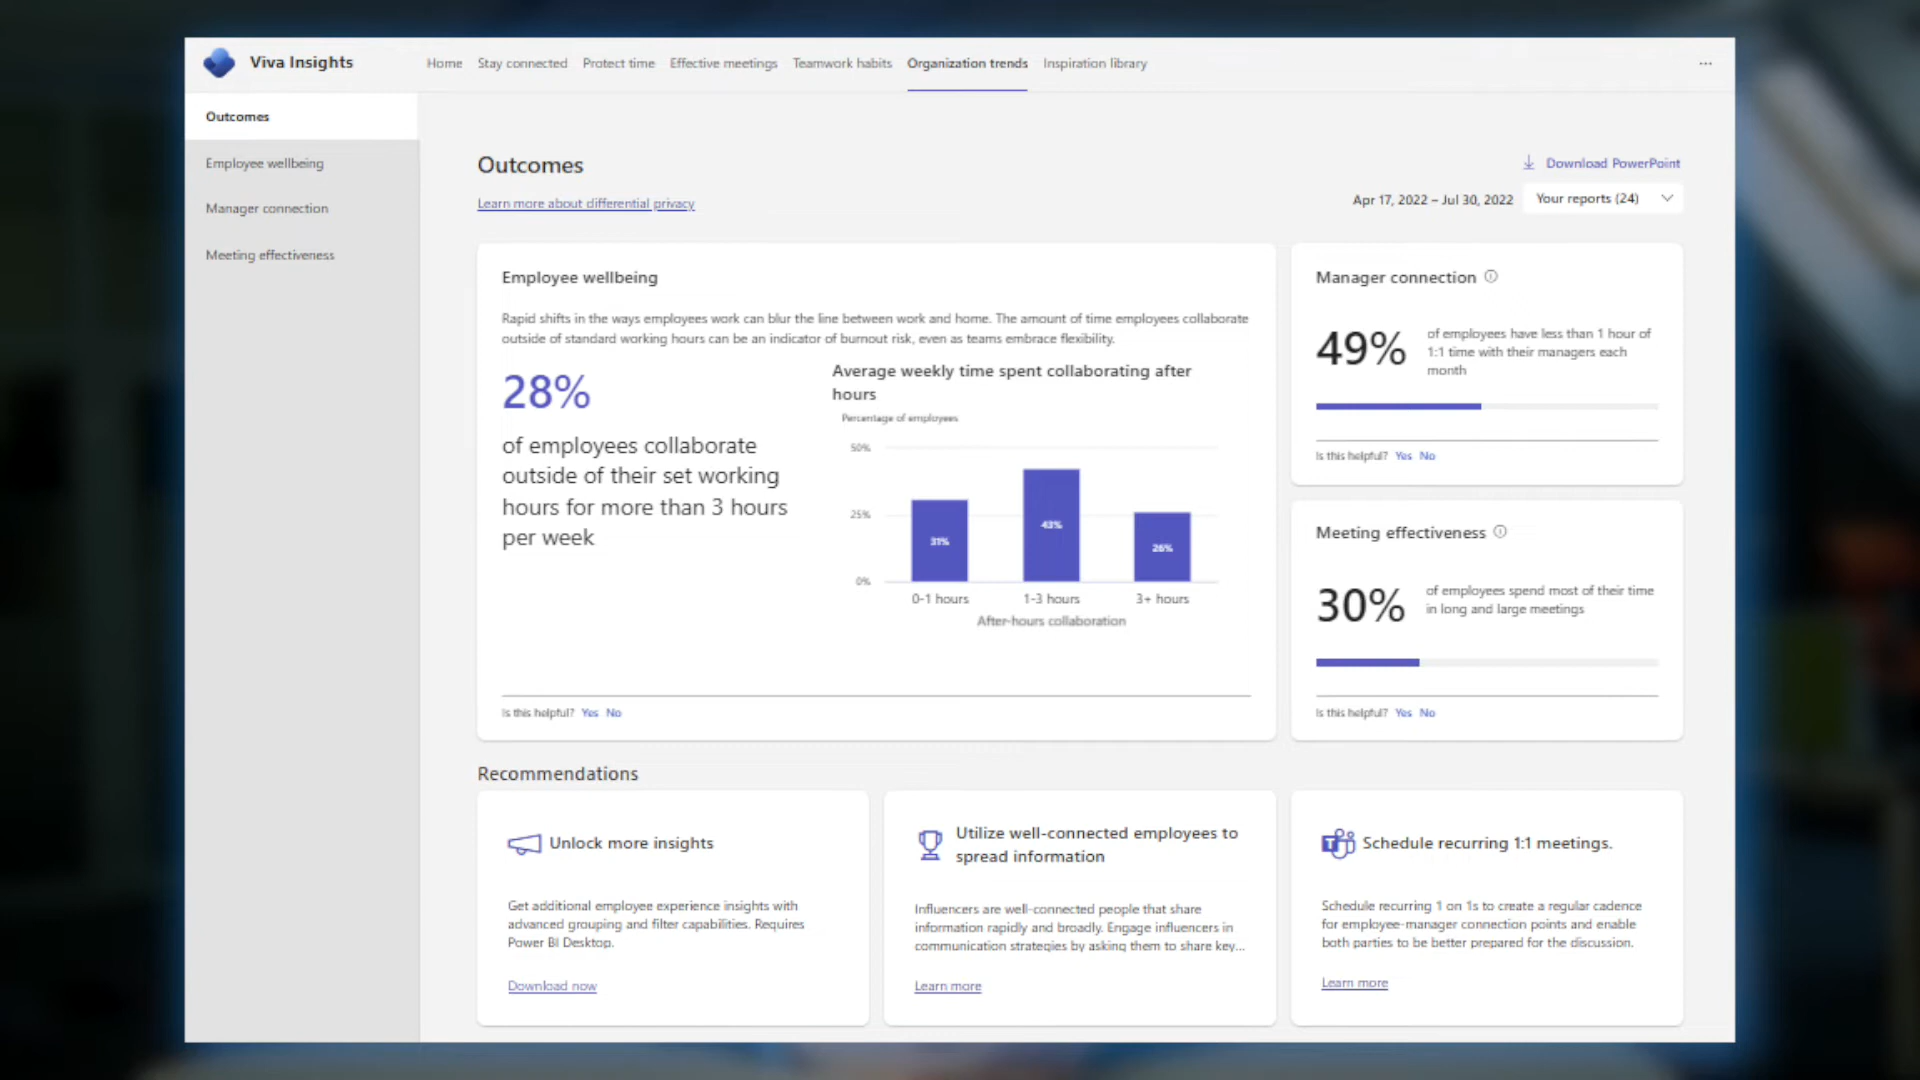 Viva Insights
Home
Stay connected
Protect time
Effective meetings
Teamwork habits
Organization trends
Inspiration library
...
Outcomes
Employee wellbeing
Manager connection
Meeting effectiveness
Outcomes
Learn more about differential privacy
Download PowerPoint
Apr 17, 2022 – Jul 30, 2022
Your reports (24)
Employee wellbeing
Rapid shifts in the ways employees work can blur the line between work and home. The amount of time employees collaborate
outside of standard working hours can be an indicator of burnout risk, even as teams embrace flexibility.
28%
of employees collaborate
outside of their set working
hours for more than 3 hours
per week
Average weekly time spent collaborating after
hours
Percentage of employees
50%
25%
0%
31%
43%
26%
0-1 hours
1-3 hours
3+ hours
After-hours collaboration
Is this helpful? Yes No
Manager connection
49%
of employees have less than 1 hour of
1:1 time with their managers each
month
Is this helpful? Yes No
Meeting effectiveness
30%
of employees spend most of their time
in long and large meetings
Is this helpful? Yes No
Recommendations
Unlock more insights
Get additional employee experience insights with
advanced grouping and filter capabilities. Requires
Power BI Desktop.
Download now
Utilize well-connected employees to
spread information
Influencers are well-connected people that share
information rapidly and broadly. Engage influencers in
communication strategies by asking them to share key...
Learn more
Schedule recurring 1:1 meetings.
Schedule recurring 1 on 1s to create a regular cadence
for employee-manager connection points and enable
both parties to be better prepared for the discussion.
Learn more